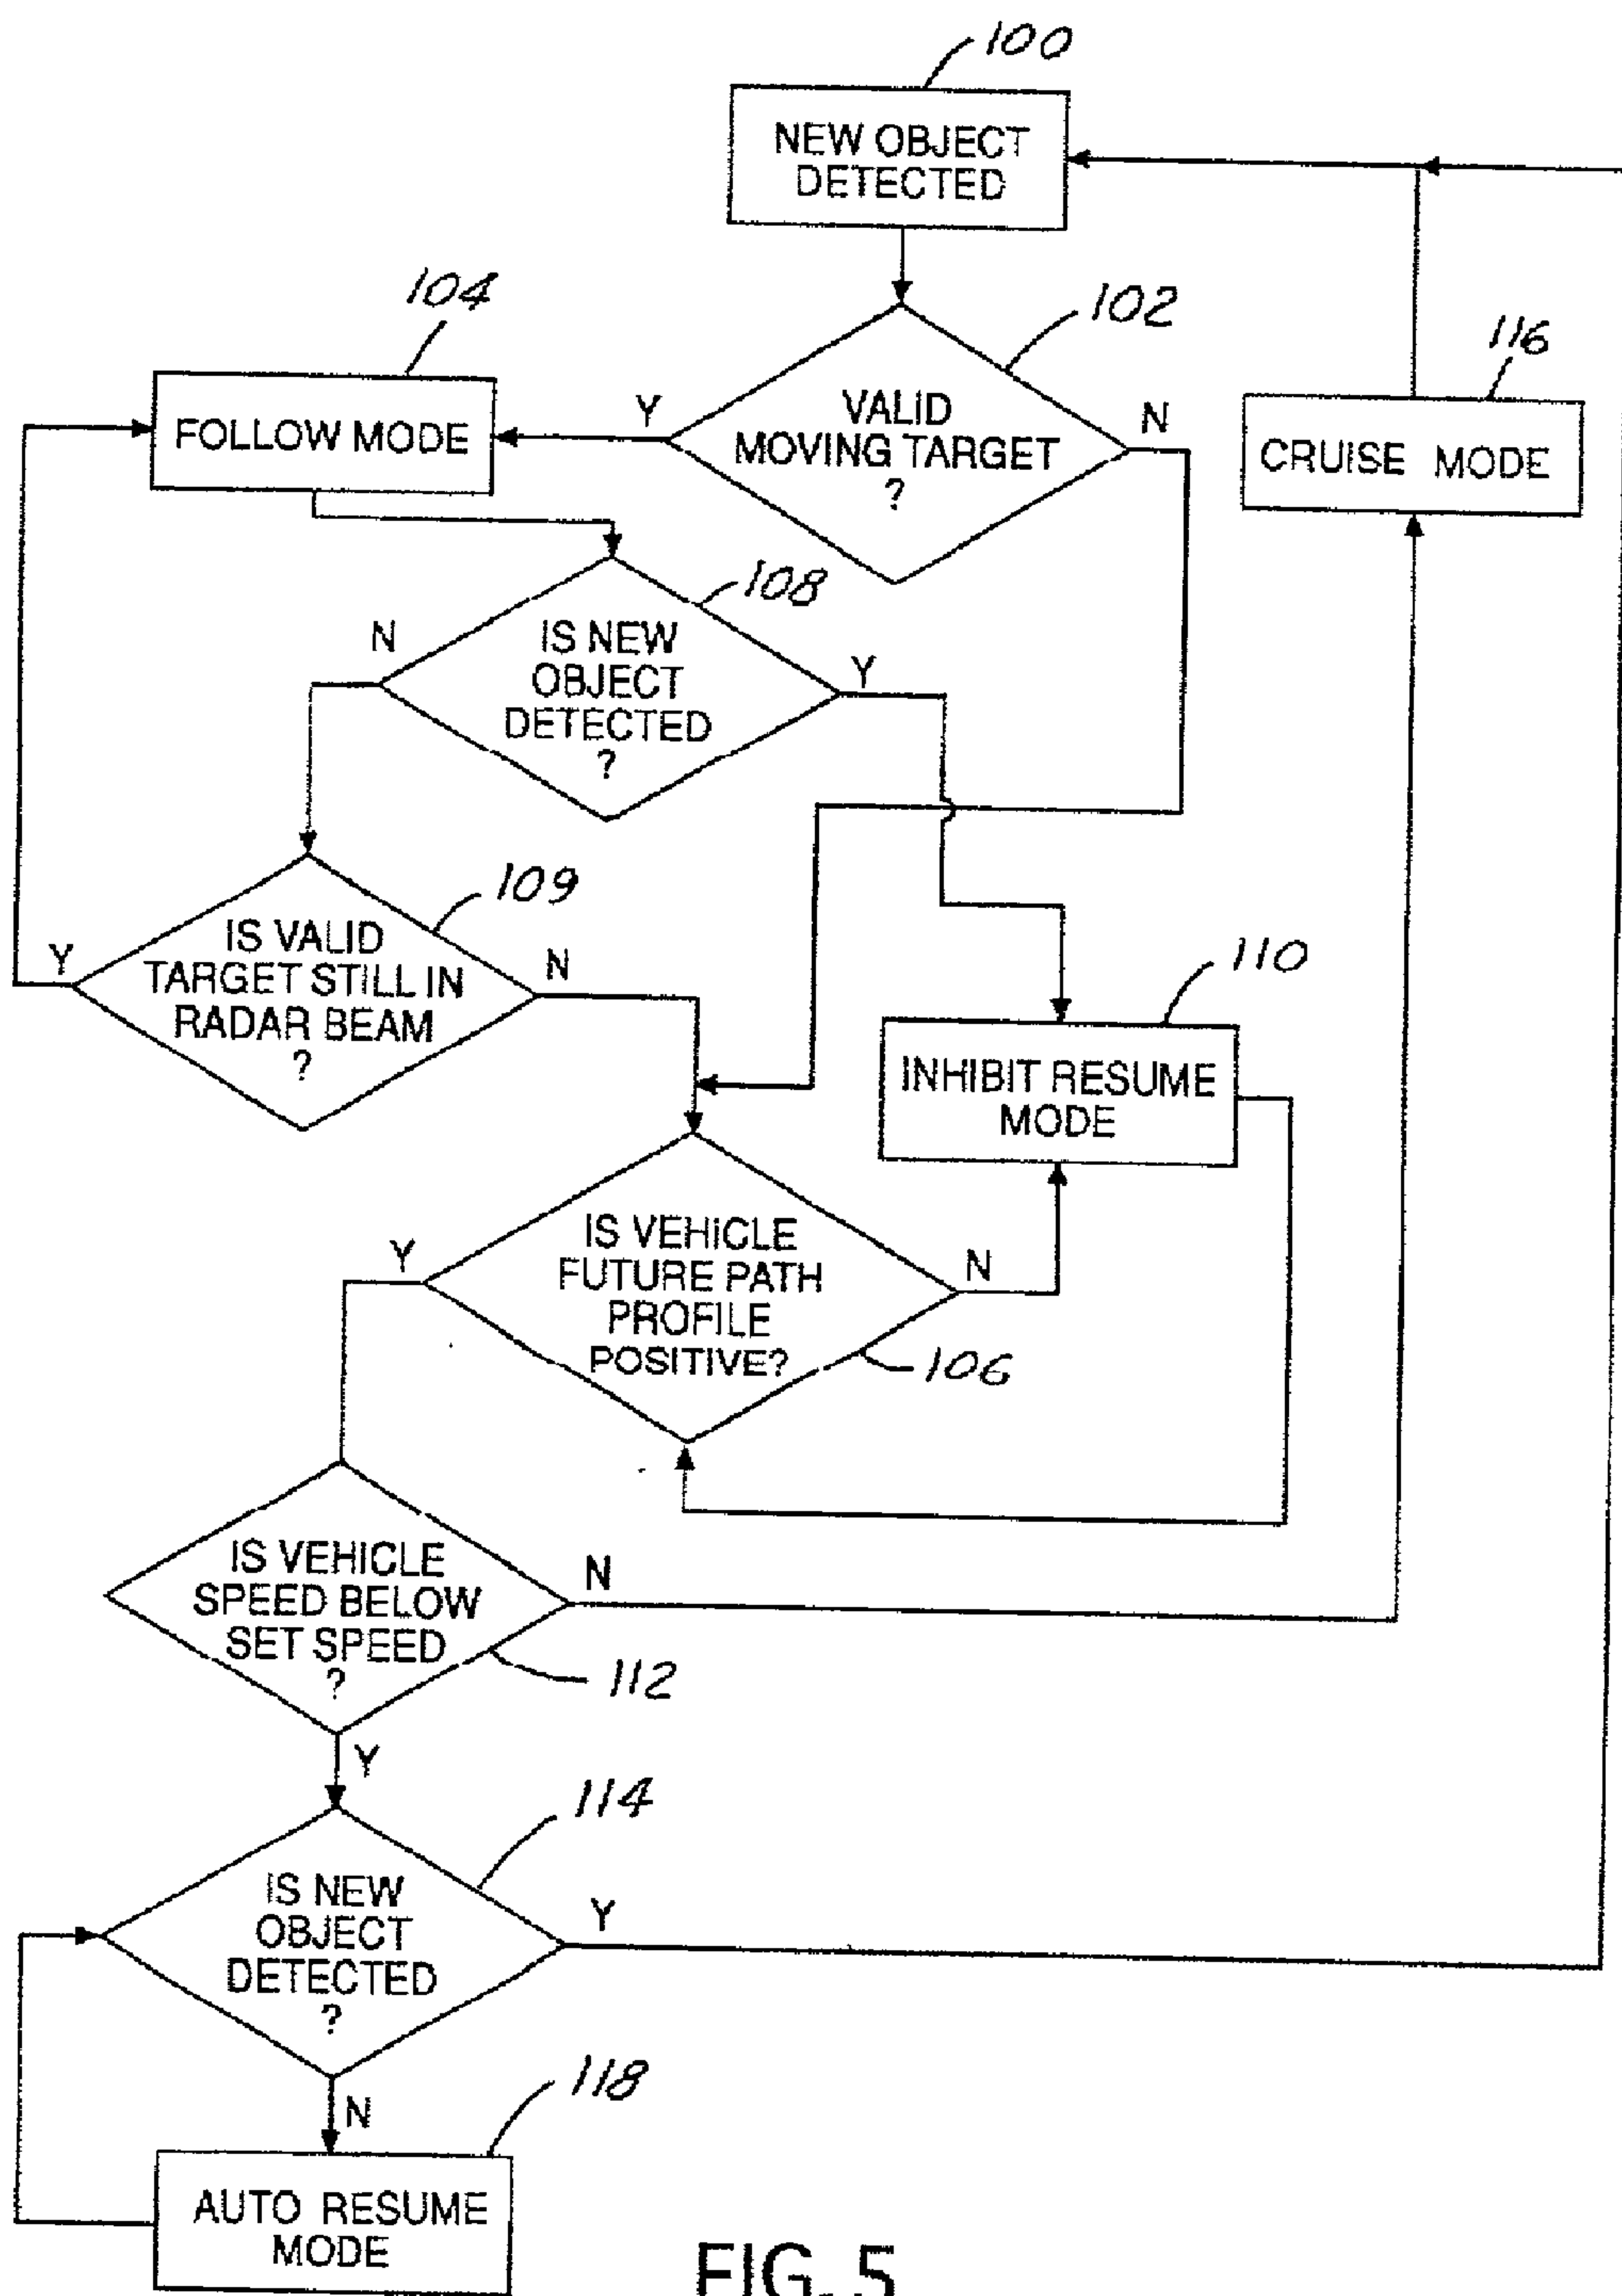 100
NEW OBJECT
DETECTED
104
102
116
FOLLOW MODE
Y
VALID
MOVING TARGET
?
N
CRUISE MODE
108
N
IS NEW
OBJECT
DETECTED
?
Y
109
Y
IS VALID
TARGET STILL IN
RADAR BEAM
?
N
110
INHIBIT RESUME
MODE
Y
IS VEHICLE
FUTURE PATH
PROFILE
POSITIVE?
N
106
IS VEHICLE
SPEED BELOW
SET SPEED
?
N
112
Y
114
IS NEW
OBJECT
DETECTED
?
Y
118
N
AUTO RESUME
MODE
FIG. 5